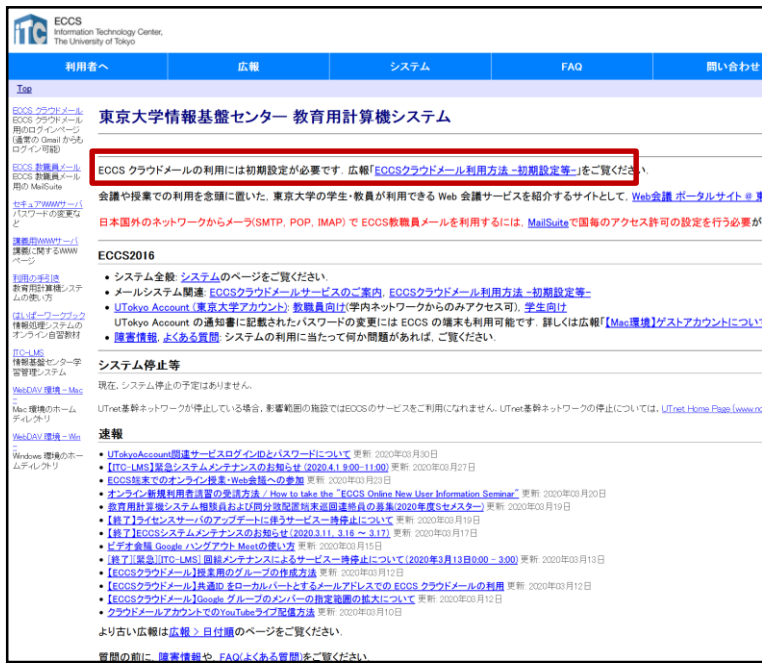 ECCS
Information Technology Center,
The University of Tokyo
利用者へ
広報
システム
FAQ
問い合わせ
Top
ECCS クラウドメール
ECCS クラウドメール
用のログインページ
(通常の Gmail からも
ログイン可能)
ECCS 教職員メール
ECCS 教職員メール
用の MailSuite
セキュアWWWサーバ
パスワードの変更な
ど
講義用WWWサーバ
講義に関するWWW
ページ
利用の手引き
教育用計算機システ
ムの使い方
はいぱーワークブック
情報処理システムの
オンライン自習教材
ITC-LMS
情報基盤センター学
習管理システム
WebDAV 環境 - Mac
Mac 環境のホーム
ディレクトリ
WebDAV 環境 - Win
Windows 環境のホー
ムディレクトリ
東京大学情報基盤センター 教育用計算機システム
ECCS クラウドメールの利用には初期設定が必要です. 広報「ECCSクラウドメール利用方法 -初期設定等-」をご覧ください.
会議や授業での利用を念頭に置いた, 東京大学の学生・教員が利用できる Web 会議サービスを紹介するサイトとして, Web会議 ポータルサイト @ 東
日本国外のネットワークからメーラ(SMTP, POP, IMAP) で ECCS教職員メールを利用するには, MailSuiteで国毎のアクセス許可の設定を行う必要が
ECCS2016
• システム全般: システムのページをご覧ください.
• メールシステム関連: ECCSクラウドメールサービスのご案内, ECCSクラウドメール利用方法 -初期設定等-
• UTokyo Account (東京大学アカウント): 教職員向け(学内ネットワークからのみアクセス可), 学生向け
UTokyo Account の通知書に記載されたパスワードの変更には ECCS の端末も利用可能です. 詳しくは広報「【Mac環境】ゲストアカウントについて
• 障害情報, よくある質問: システムの利用に当たって何か問題があれば, ご覧ください.
システム停止等
現在, システム停止の予定はありません.
UTnet基幹ネットワークが停止している場合, 影響範囲の施設ではECCSのサービスをご利用になれません. UTnet基幹ネットワークの停止については, UTnet Home Page (www.nc
速報
• UTokyoAccount関連サービスログインIDとパスワードについて 更新: 2020年03月30日
• 【ITC-LMS】緊急システムメンテナンスのお知らせ (2020.4.1 9:00-11:00) 更新: 2020年03月27日
• ECCS端末でのオンライン授業・Web会議への参加 更新: 2020年03月23日
• オンライン新規利用者講習の受講方法 / How to take the "ECCS Online New User Information Seminar" 更新: 2020年03月20日
• 教育用計算機システム相談員および同分散配置端末巡回連絡員の募集(2020年度Sセメスター) 更新: 2020年03月19日
• 【終了】ライセンスサーバのアップデートに伴うサービス一時停止について 更新: 2020年03月19日
• 【終了】ECCSシステムメンテナンスのお知らせ (2020.3.11, 3.16 ～ 3.17) 更新: 2020年03月17日
• ビデオ会議 Google ハングアウト Meetの使い方 更新: 2020年03月15日
• [終了][緊急][ITC-LMS] 回線メンテナンスによるサービス一時停止について(2020年3月13日0:00 - 3:00) 更新: 2020年03月13日
• 【ECCSクラウドメール】授業用のグループの作成方法 更新: 2020年03月12日
• 【ECCSクラウドメール】共通ID をローカルパートとするメールアドレスでの ECCS クラウドメールの利用 更新: 2020年03月12日
• 【ECCSクラウドメール】Google グループのメンバーの指定範囲の拡大について 更新: 2020年03月12日
• クラウドメールアカウントでのYouTubeライブ配信方法 更新: 2020年03月10日
より古い広報は広報 > 日付順のページをご覧ください.
質問の前に, 障害情報や, FAQ(よくある質問)をご覧ください.